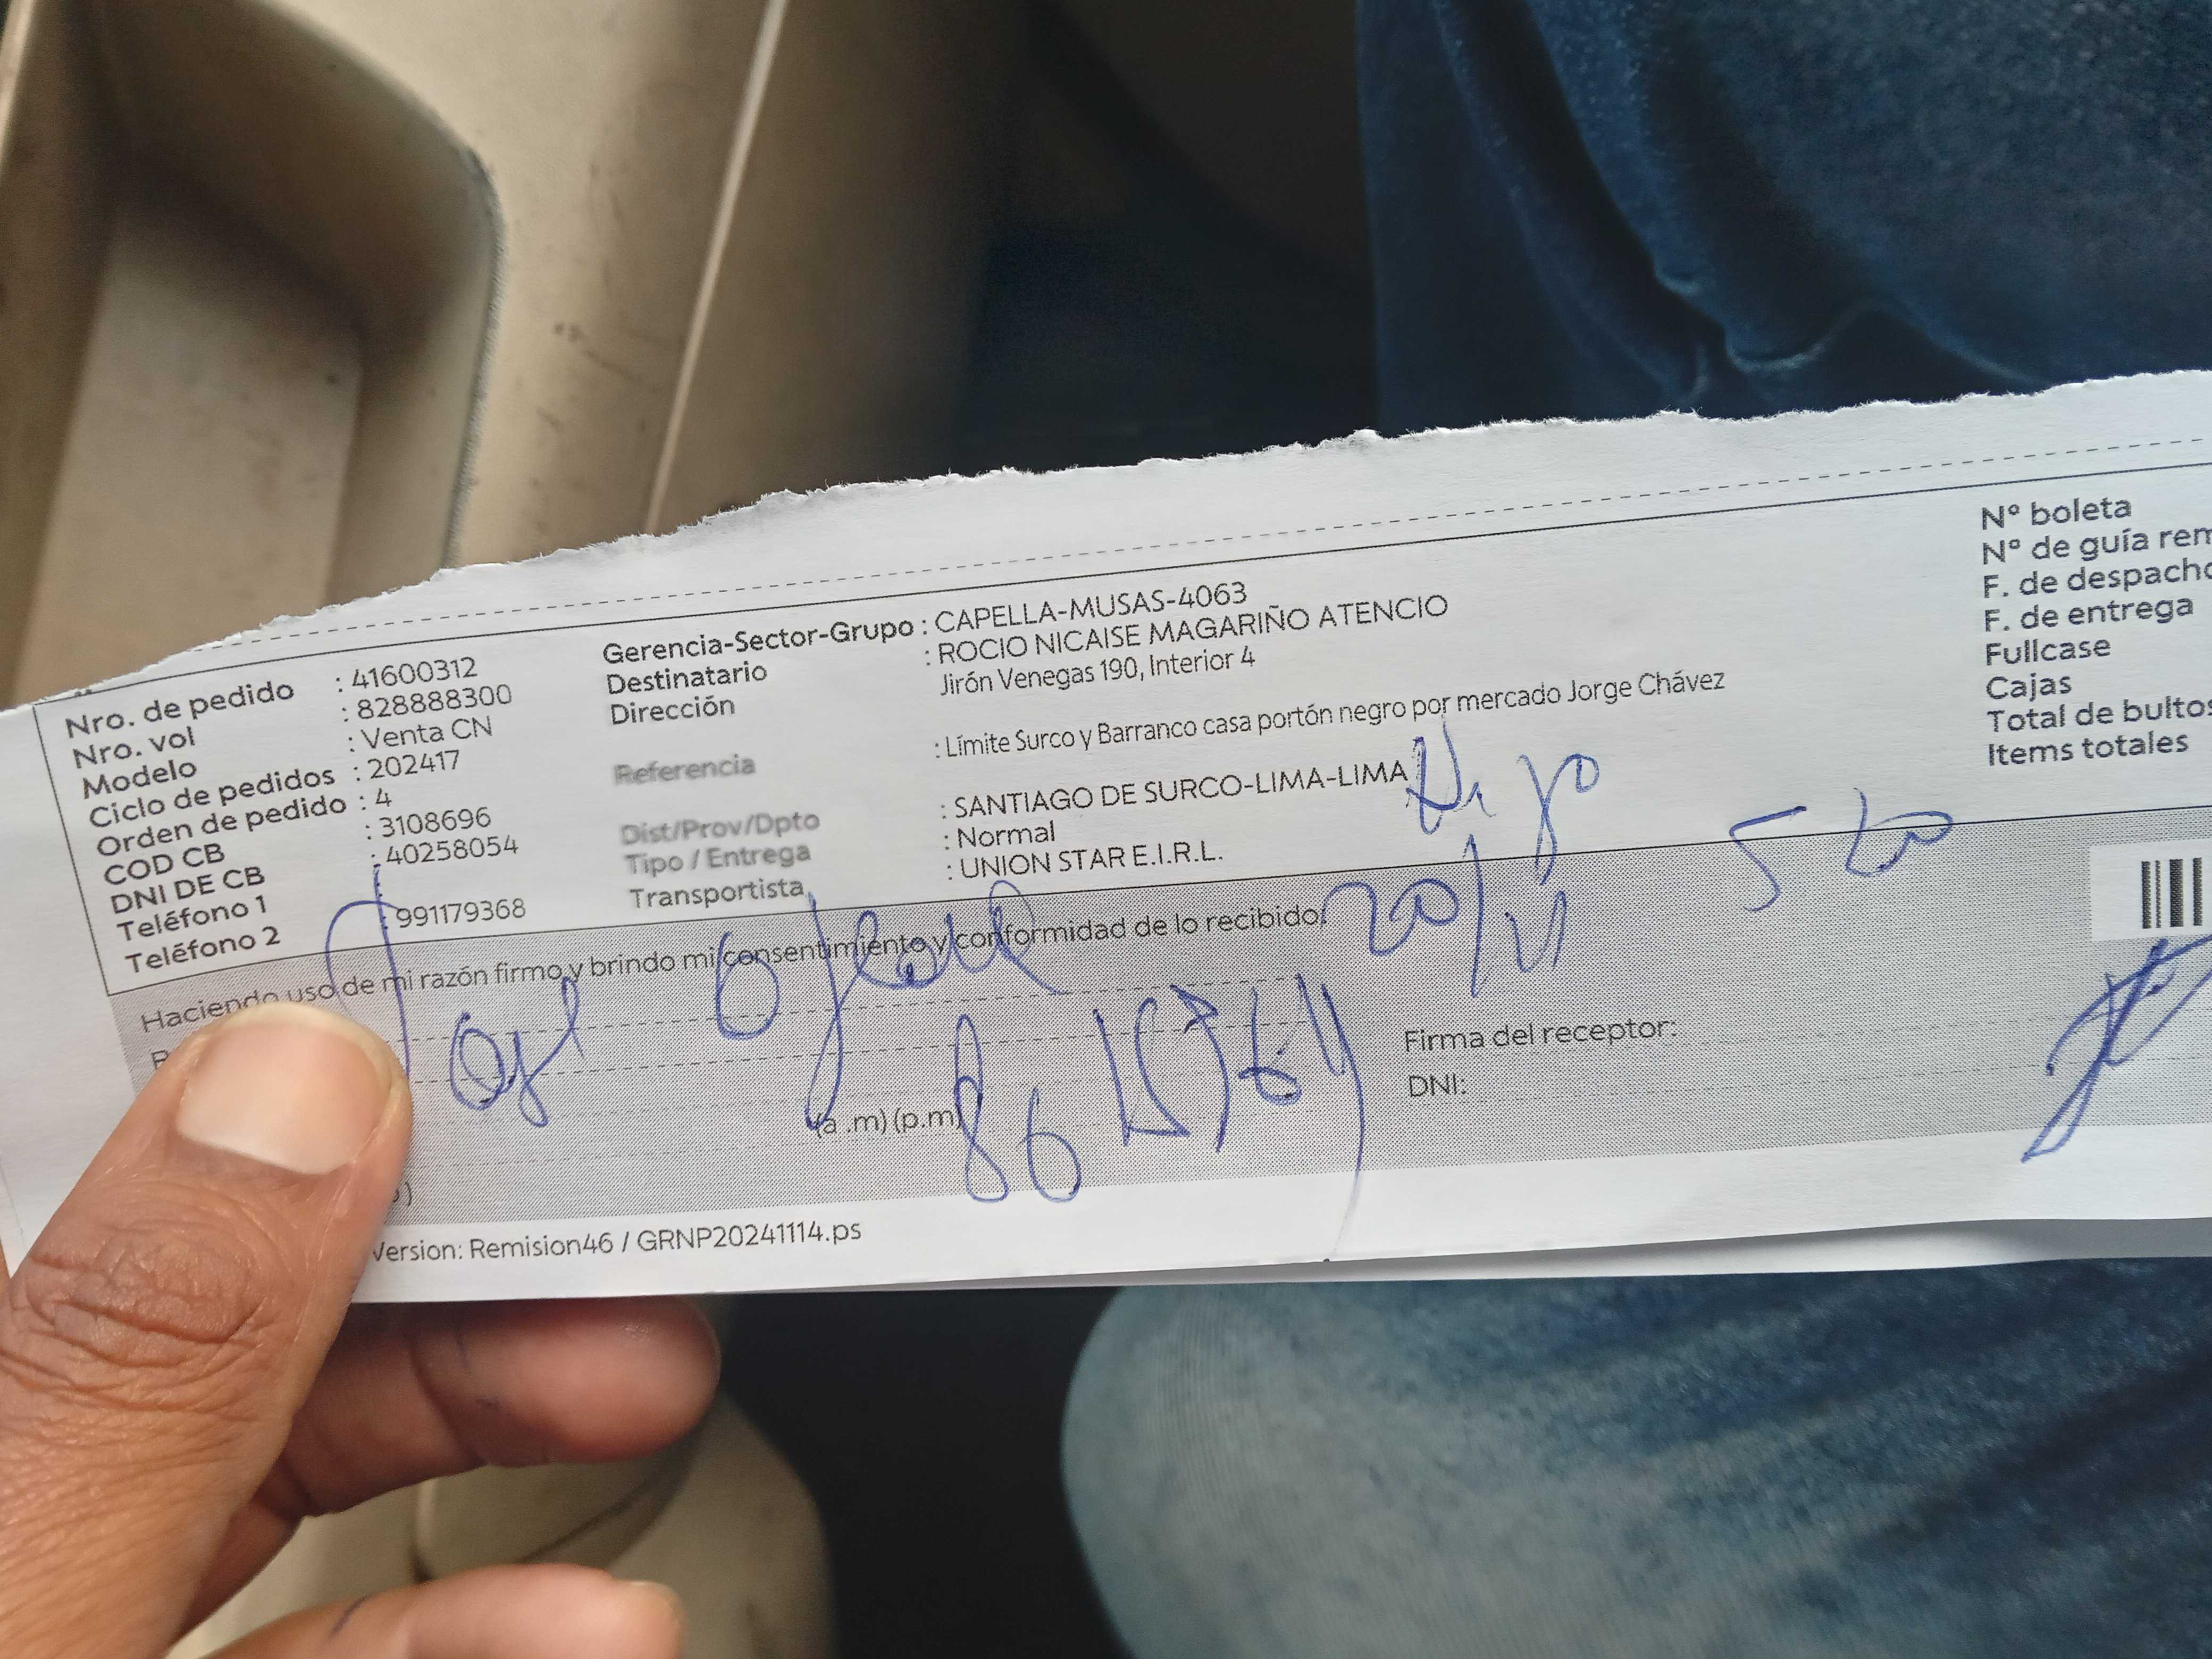 Nro. de pedido : 41600312
Nro. vol : 828888300
Modelo : Venta CN
Ciclo de pedidos : 202417
Orden de pedido : 4
COD CB : 3108696
DNI DE CB : 40258054
Teléfono 1
Teléfono 2 : 991179368
Gerencia-Sector-Grupo : CAPELLA-MUSAS-4063
Destinatario : ROCIO NICAISE MAGARIÑO ATENCIO
Dirección Jirón Venegas 190, Interior 4
Referencia : Límite Surco y Barranco casa portón negro por mercado Jorge Chávez
Dist/Prov/Dpto : SANTIAGO DE SURCO-LIMA-LIMA
Tipo / Entrega : Normal
Transportista : UNION STAR E.I.R.L.
N° boleta
N° de guía rem
F. de despacho
F. de entrega
Fullcase
Cajas
Total de bultos
Items totales
Haciendo uso de mi razón firmo y brindo mi consentimiento y conformidad de lo recibido.
20/11
(a .m) (p.m)
Firma del receptor:
DNI:
Version: Remision46 / GRNP20241114.ps